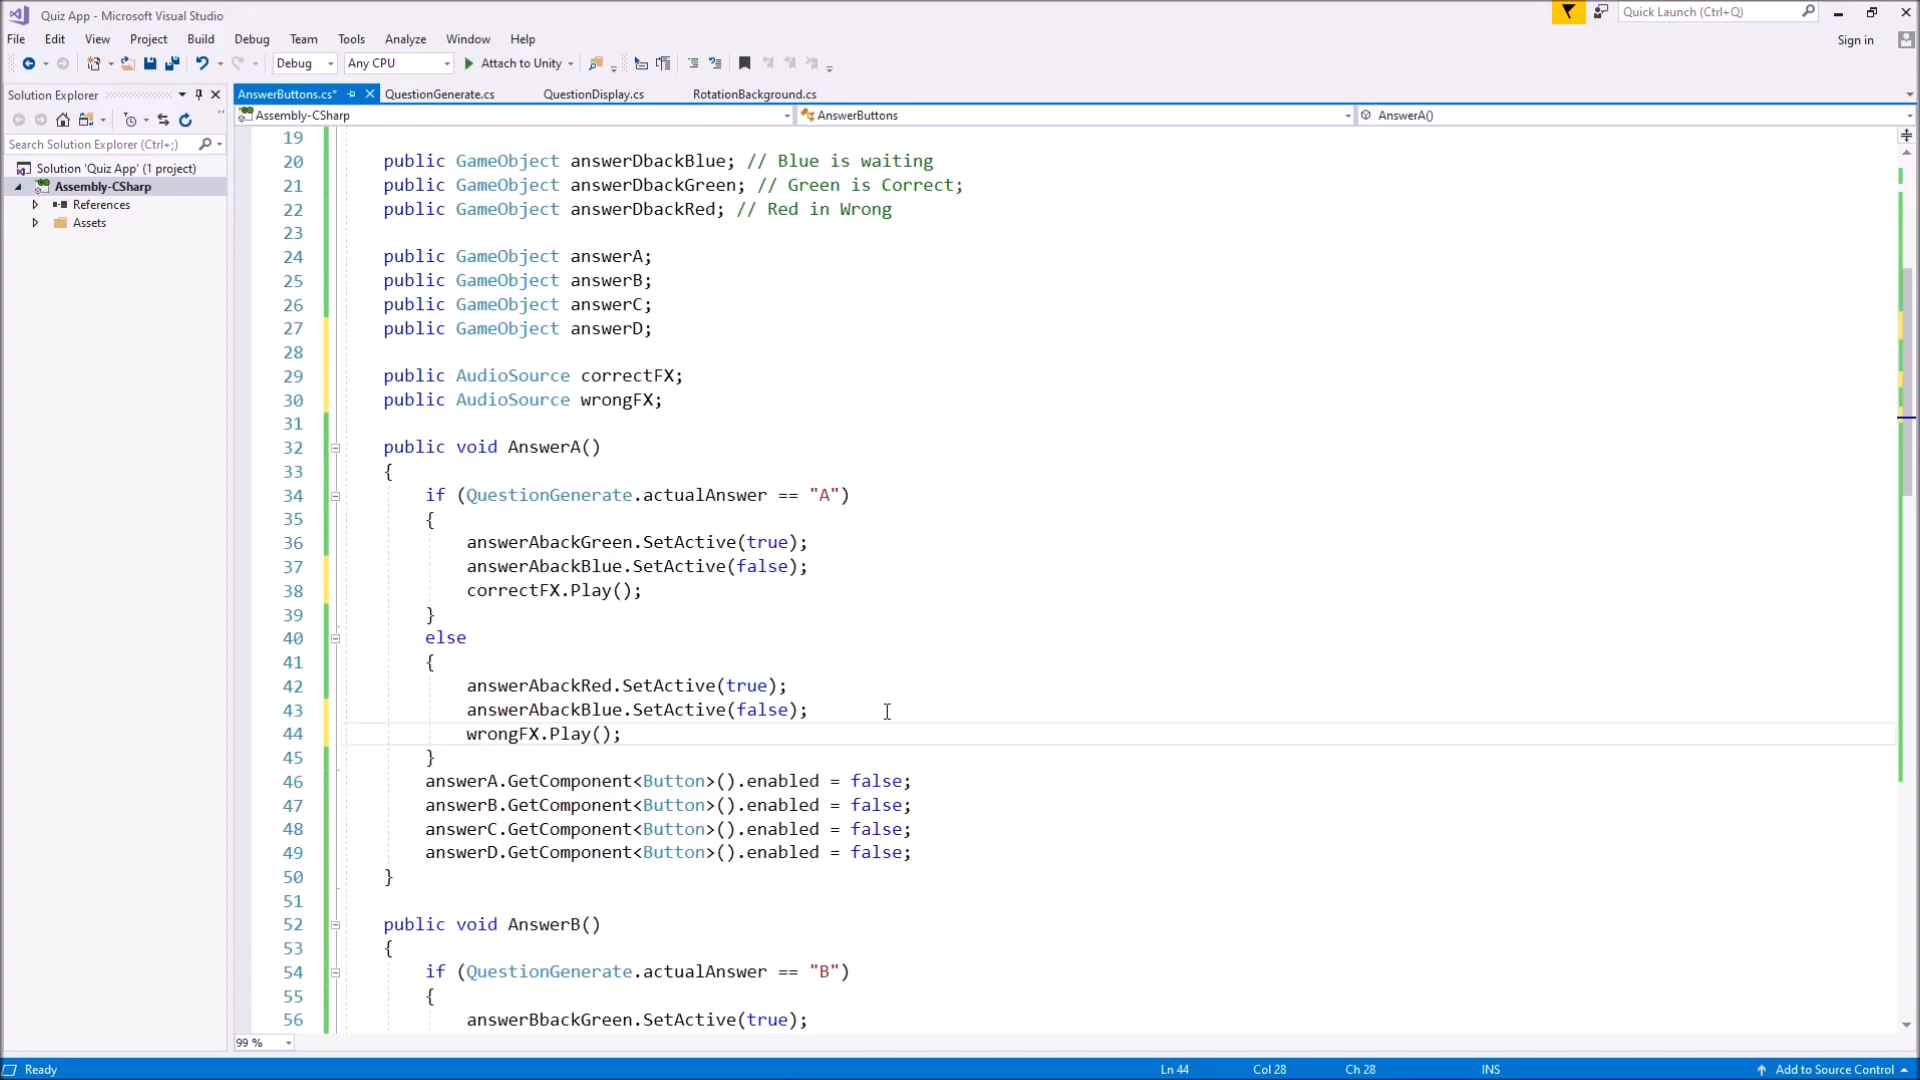 Quiz App - Microsoft Visual Studio
Quick Launch (Ctrl+Q)
File Edit View Project Build Debug Team Tools Analyze Window Help
Sign in
Debug Any CPU Attach to Unity
Solution Explorer
AnswerButtons.cs* QuestionGenerate.cs QuestionDisplay.cs RotationBackground.cs
Assembly-CSharp AnswerButtons AnswerA()
Search Solution Explorer (Ctrl+;)
Solution 'Quiz App' (1 project)
Assembly-CSharp
References
Assets
19
20 public GameObject answerDbackBlue; // Blue is waiting
21 public GameObject answerDbackGreen; // Green is Correct;
22 public GameObject answerDbackRed; // Red in Wrong
23
24 public GameObject answerA;
25 public GameObject answerB;
26 public GameObject answerC;
27 public GameObject answerD;
28
29 public AudioSource correctFX;
30 public AudioSource wrongFX;
31
32 public void AnswerA()
33 {
34 if (QuestionGenerate.actualAnswer == "A")
35 {
36 answerAbackGreen.SetActive(true);
37 answerAbackBlue.SetActive(false);
38 correctFX.Play();
39 }
40 else
41 {
42 answerAbackRed.SetActive(true);
43 answerAbackBlue.SetActive(false);
44 wrongFX.Play();
45 }
46 answerA.GetComponent<Button>().enabled = false;
47 answerB.GetComponent<Button>().enabled = false;
48 answerC.GetComponent<Button>().enabled = false;
49 answerD.GetComponent<Button>().enabled = false;
50 }
51
52 public void AnswerB()
53 {
54 if (QuestionGenerate.actualAnswer == "B")
55 {
56 answerBbackGreen.SetActive(true);
99 %
Ready Ln 44 Col 28 Ch 28 INS Add to Source Control